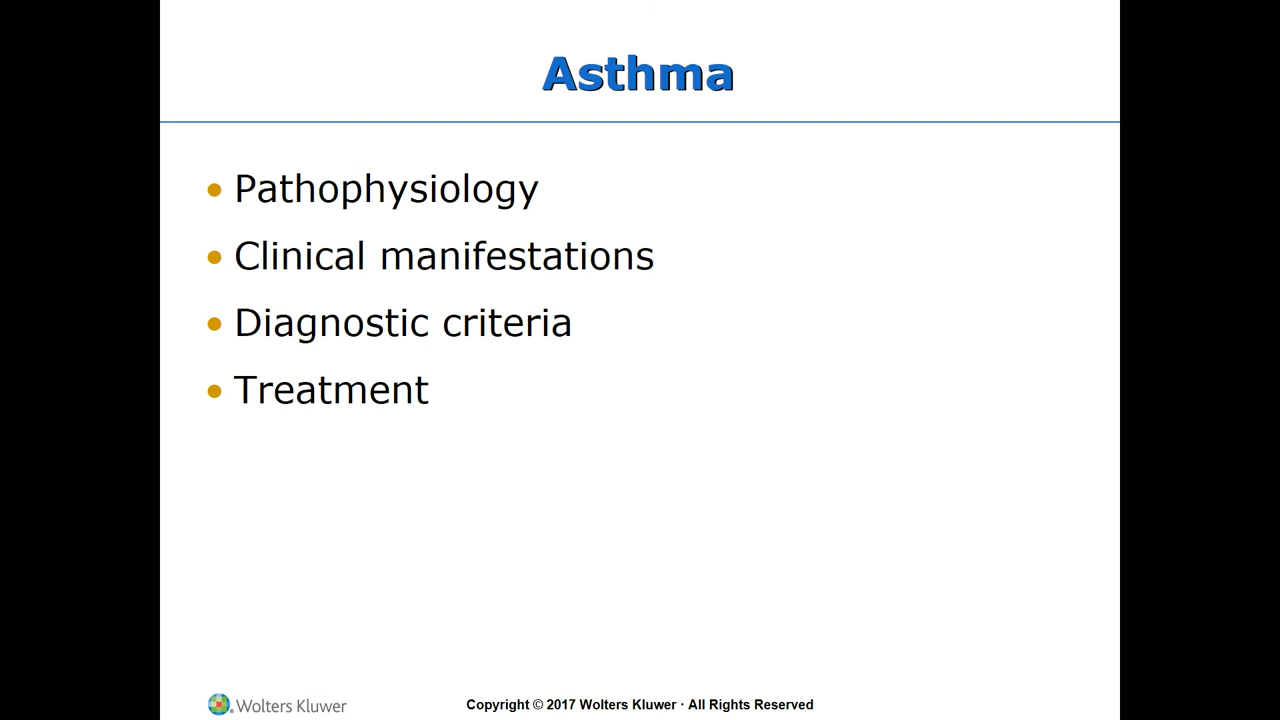 Asthma
• Pathophysiology
• Clinical manifestations
• Diagnostic criteria
• Treatment
Wolters Kluwer
Copyright © 2017 Wolters Kluwer · All Rights Reserved